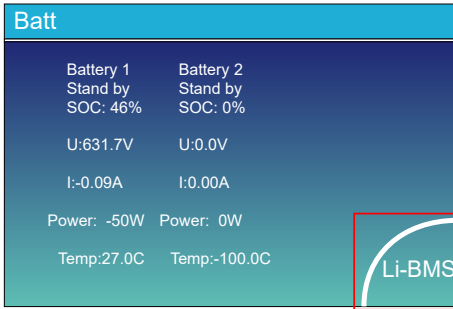 Batt
Battery 1 Battery 2
Stand by Stand by
SOC: 46% SOC: 0%
U:631.7V U:0.0V
I:-0.09A I:0.00A
Power: -50W Power: 0W
Temp:27.0C Temp:-100.0C
Li-BMS